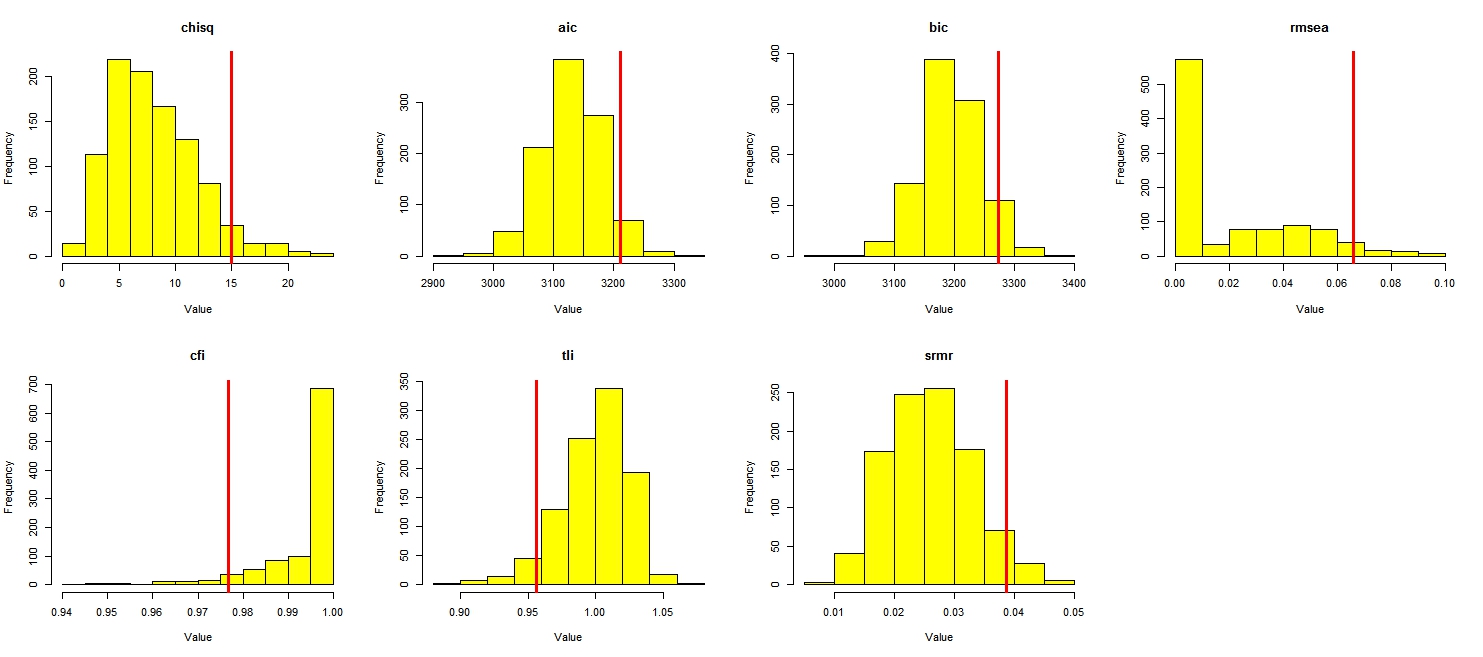 chisq
Frequency
0 50 100 150 200
0 5 10 15 20
Value
aic
Frequency
0 100 200 300
2900 3000 3100 3200 3300
Value
bic
Frequency
0 100 200 300 400
3000 3100 3200 3300 3400
Value
rmsea
Frequency
0 100 200 300 400 500
0.00 0.02 0.04 0.06 0.08 0.10
Value
cfi
Frequency
0 100 200 300 400 500 600 700
0.94 0.95 0.96 0.97 0.98 0.99 1.00
Value
tli
Frequency
0 50 100 150 200 250 300 350
0.90 0.95 1.00 1.05
Value
srmr
Frequency
0 50 100 150 200 250
0.01 0.02 0.03 0.04 0.05
Value